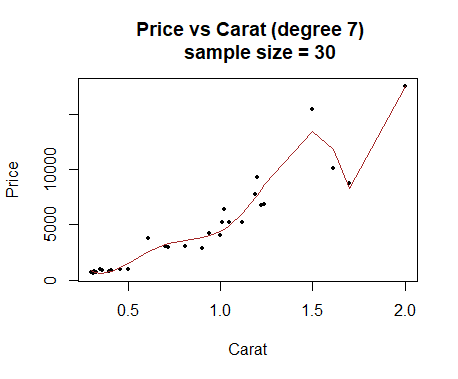 Price vs Carat (degree 7)
sample size = 30
Price
10000
5000
0
0.5 1.0 1.5 2.0
Carat